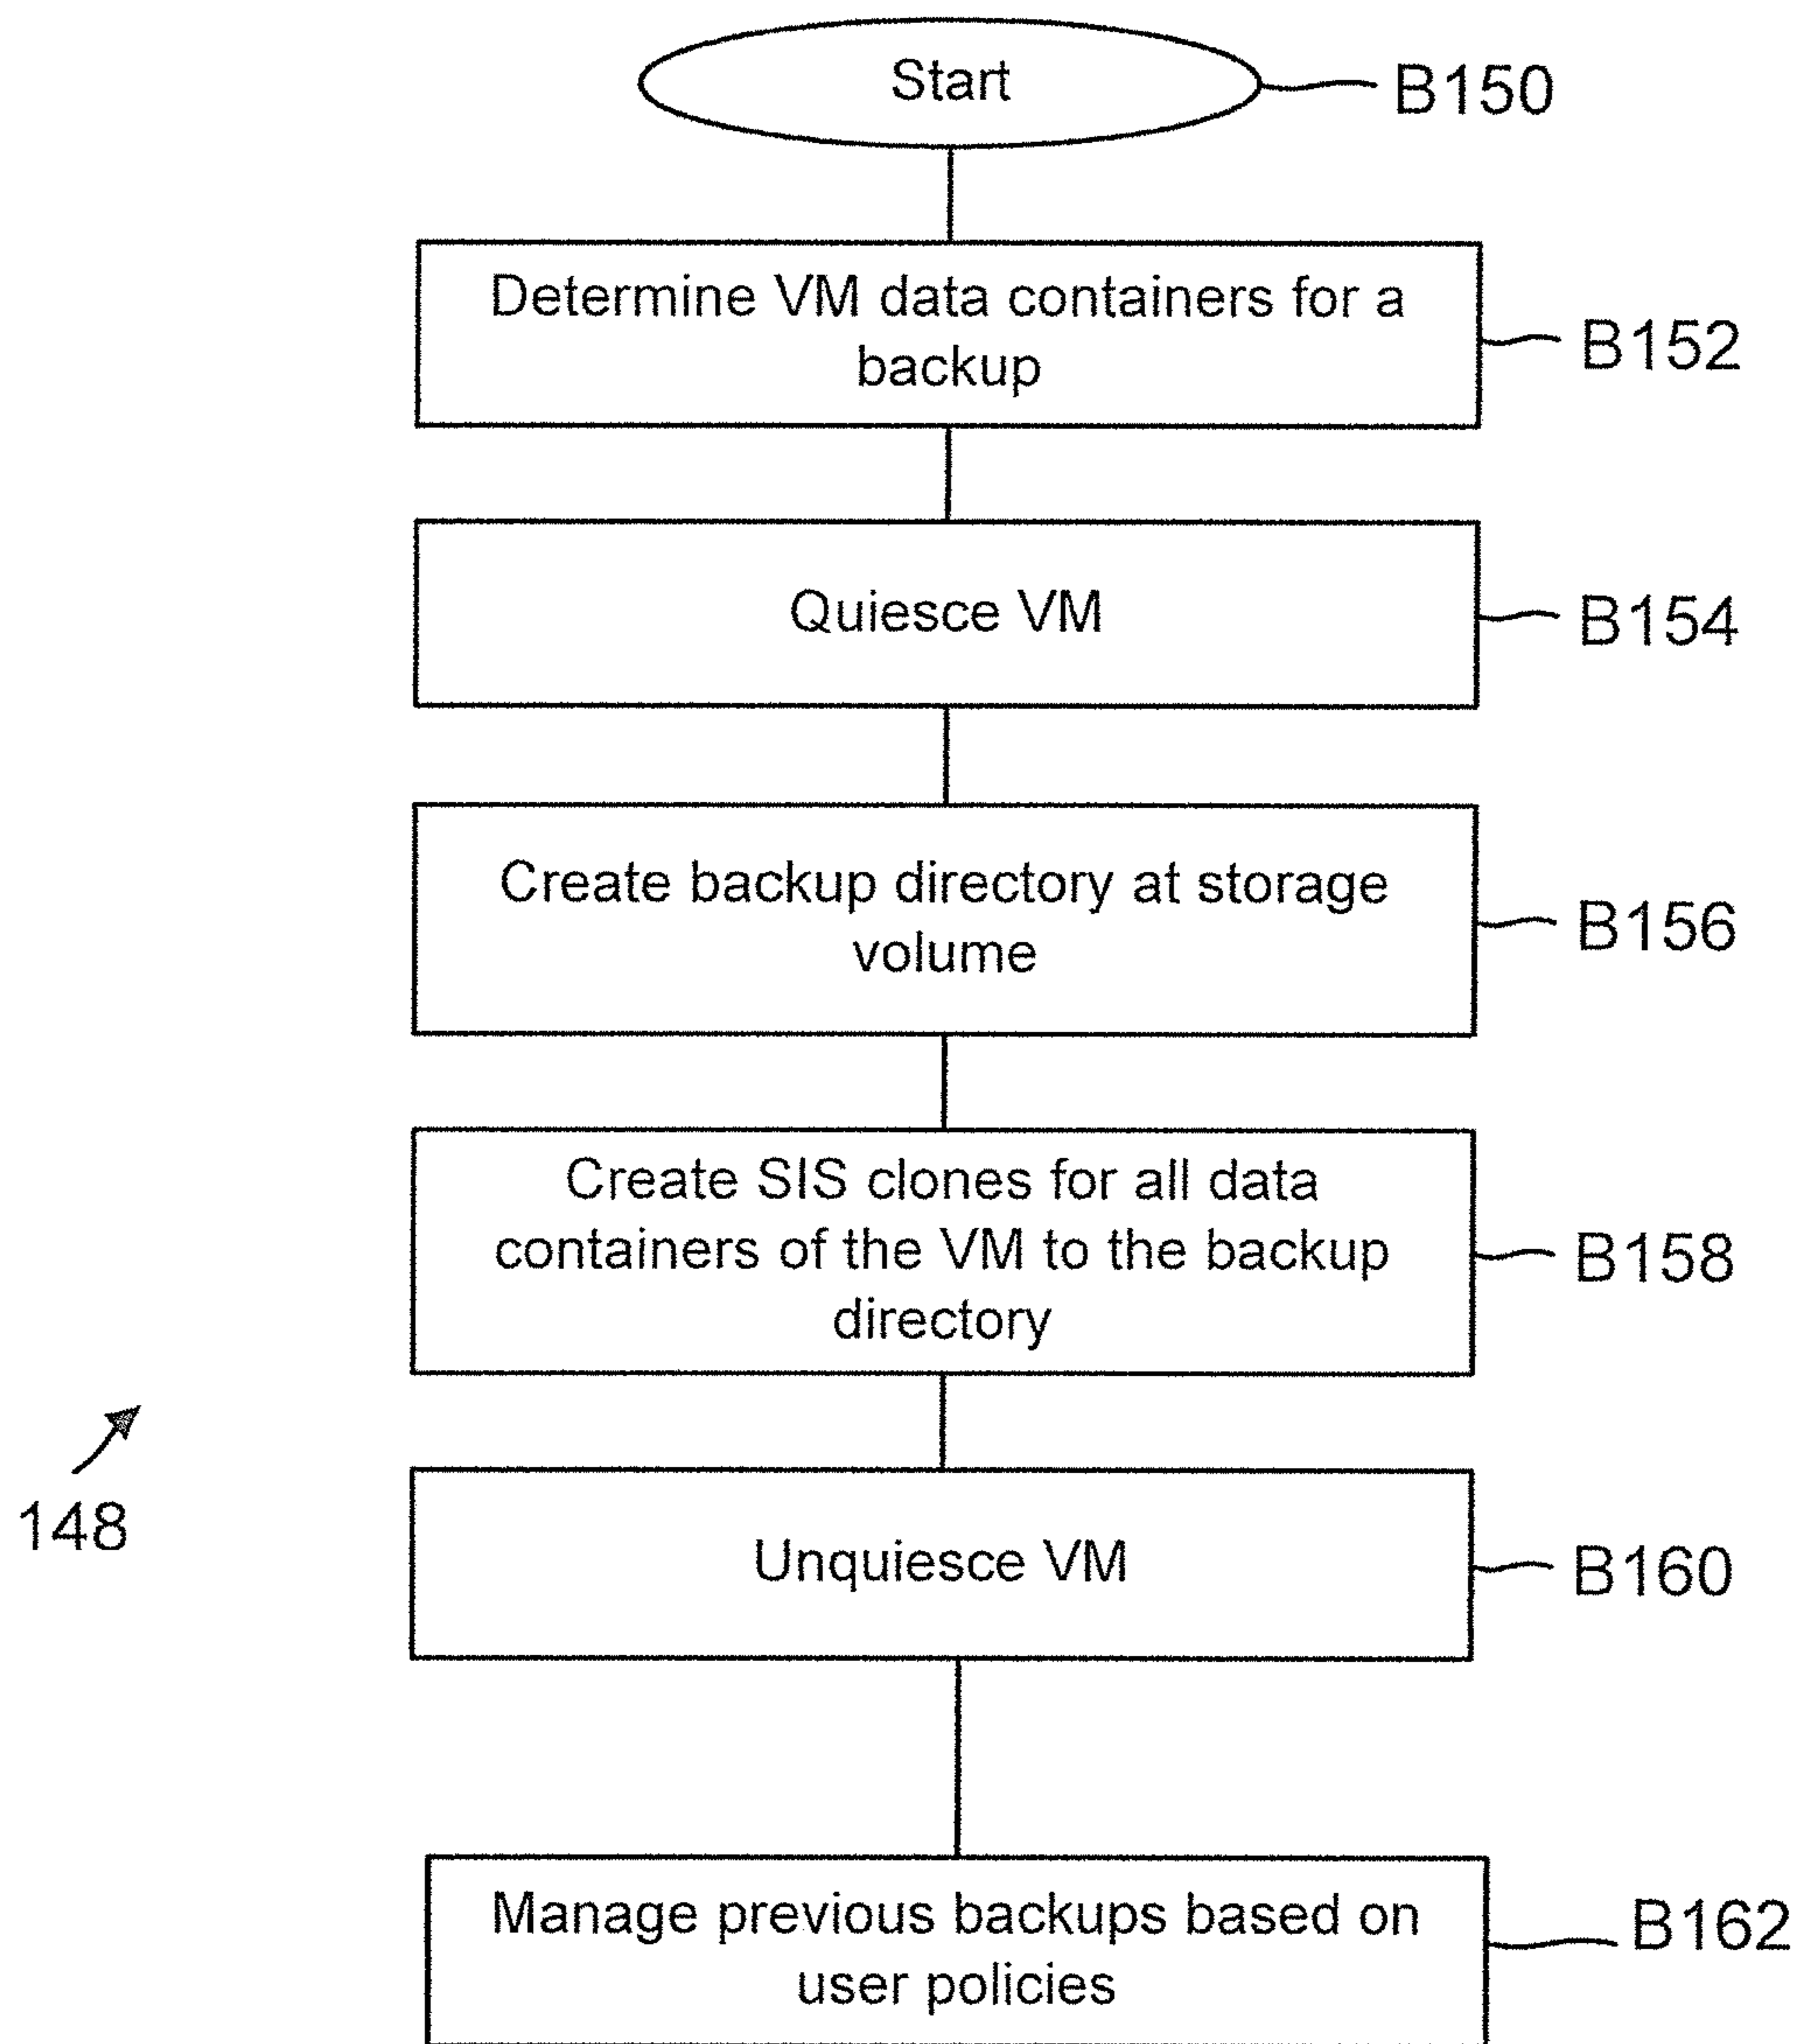 Start
B150
Determine VM data containers for a
backup
B152
Quiesce VM
B154
Create backup directory at storage
volume
B156
Create SIS clones for all data
containers of the VM to the backup
directory
B158
148
Unquiesce VM
B160
Manage previous backups based on
user policies
B162